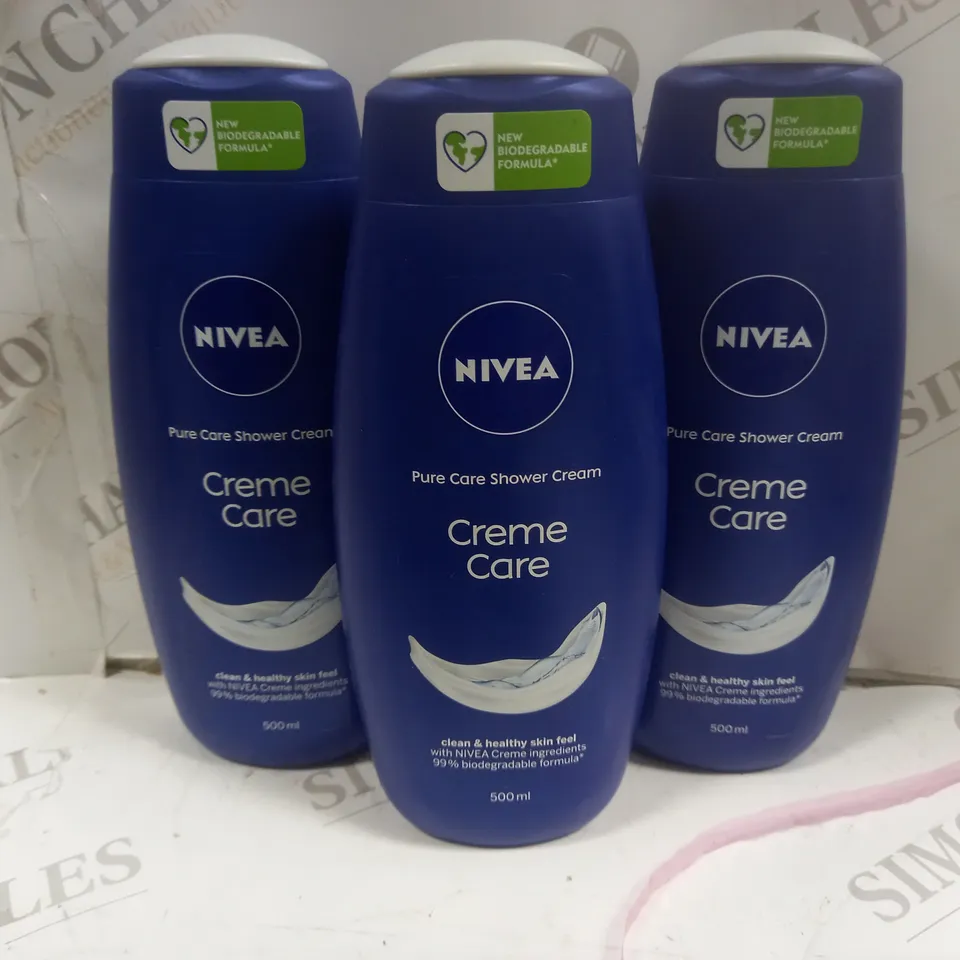 NEW
BIODEGRADABLE
FORMULA*
NIVEA
Pure Care Shower Cream
Creme
Care
clean & healthy skin feel
with NIVEA Creme ingredients
99% biodegradable formula*
500 ml
NEW
BIODEGRADABLE
FORMULA*
NIVEA
Pure Care Shower Cream
Creme
Care
clean & healthy skin feel
with NIVEA Creme ingredients
99% biodegradable formula*
500 ml
NEW
BIODEGRADABLE
FORMULA*
NIVEA
Pure Care Shower Cream
Creme
Care
clean & healthy skin feel
with NIVEA Creme ingredients
99% biodegradable formula*
500 ml